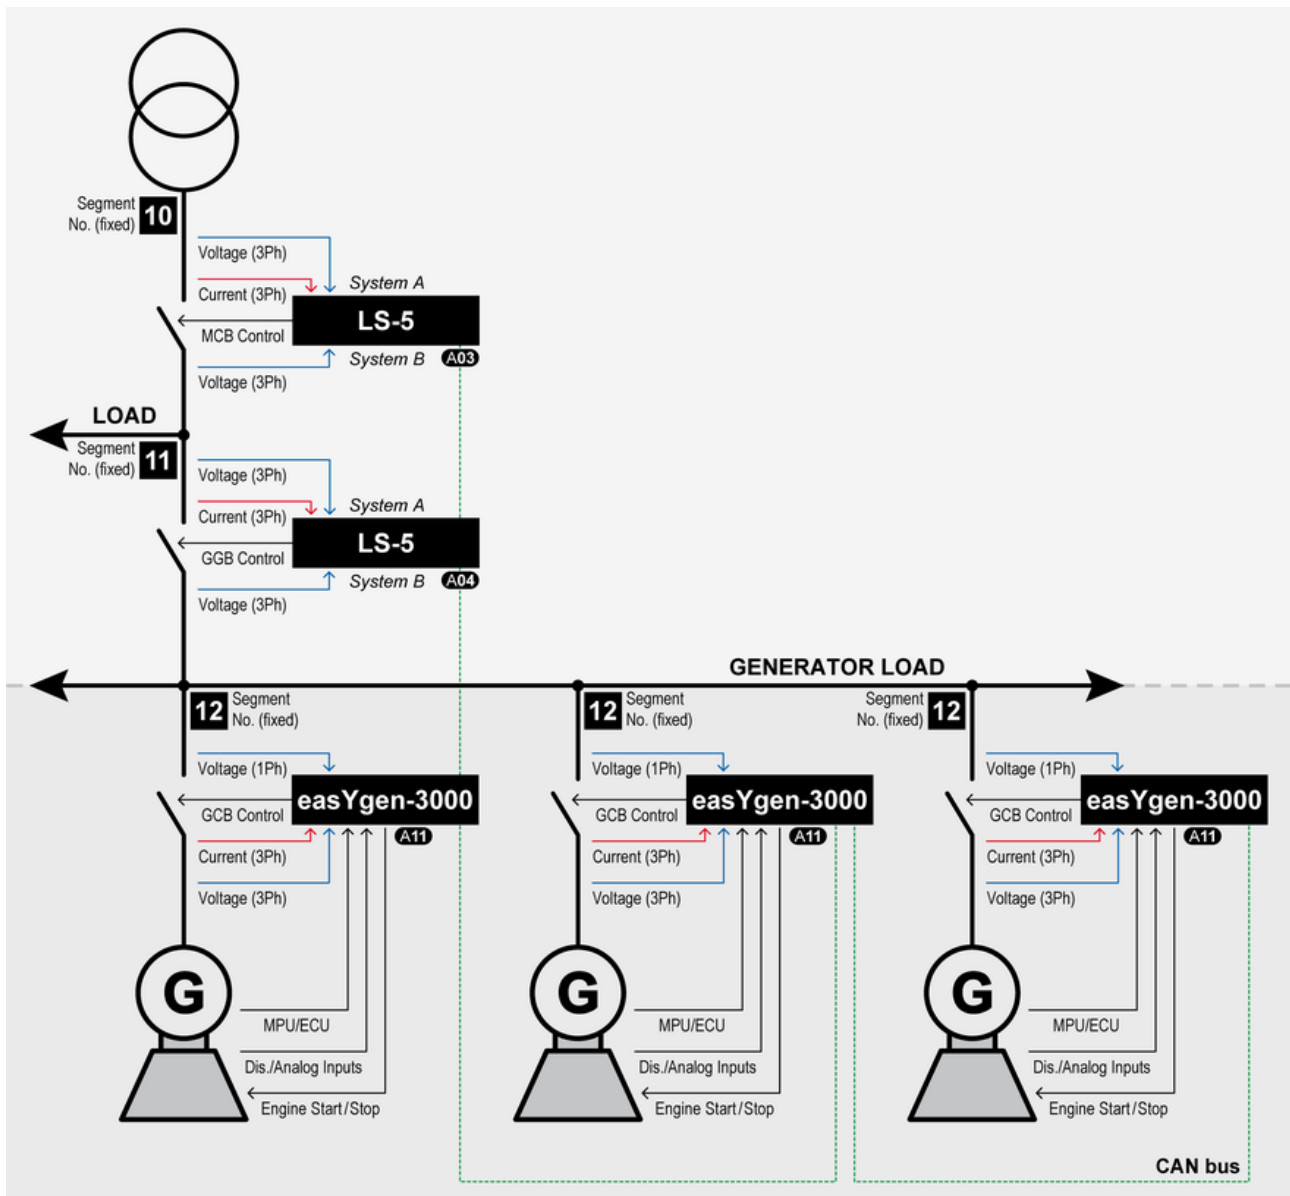 Segment
No. (fixed)
10
Voltage (3Ph)
Current (3Ph)
System A
LS-5
MCB Control
System B
A03
Voltage (3Ph)
LOAD
Segment
No. (fixed)
11
Voltage (3Ph)
Current (3Ph)
System A
LS-5
GGB Control
System B
A04
Voltage (3Ph)
GENERATOR LOAD
12
Segment
No. (fixed)
12
Segment
No. (fixed)
Segment
No. (fixed)
12
Voltage (1Ph)
easYgen-3000
GCB Control
A11
Current (3Ph)
Voltage (3Ph)
G
MPU/ECU
Dis./Analog Inputs
Engine Start/Stop
Voltage (1Ph)
easYgen-3000
GCB Control
A11
Current (3Ph)
Voltage (3Ph)
G
MPU/ECU
Dis./Analog Inputs
Engine Start/Stop
Voltage (1Ph)
easYgen-3000
GCB Control
A11
Current (3Ph)
Voltage (3Ph)
G
MPU/ECU
Dis./Analog Inputs
Engine Start/Stop
CAN bus